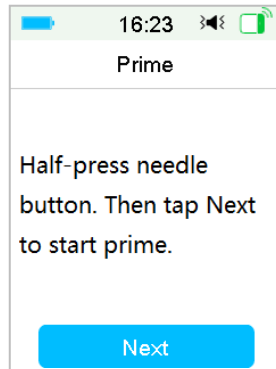 16:23
Prime
Half-press needle
button. Then tap Next
to start prime.
Next